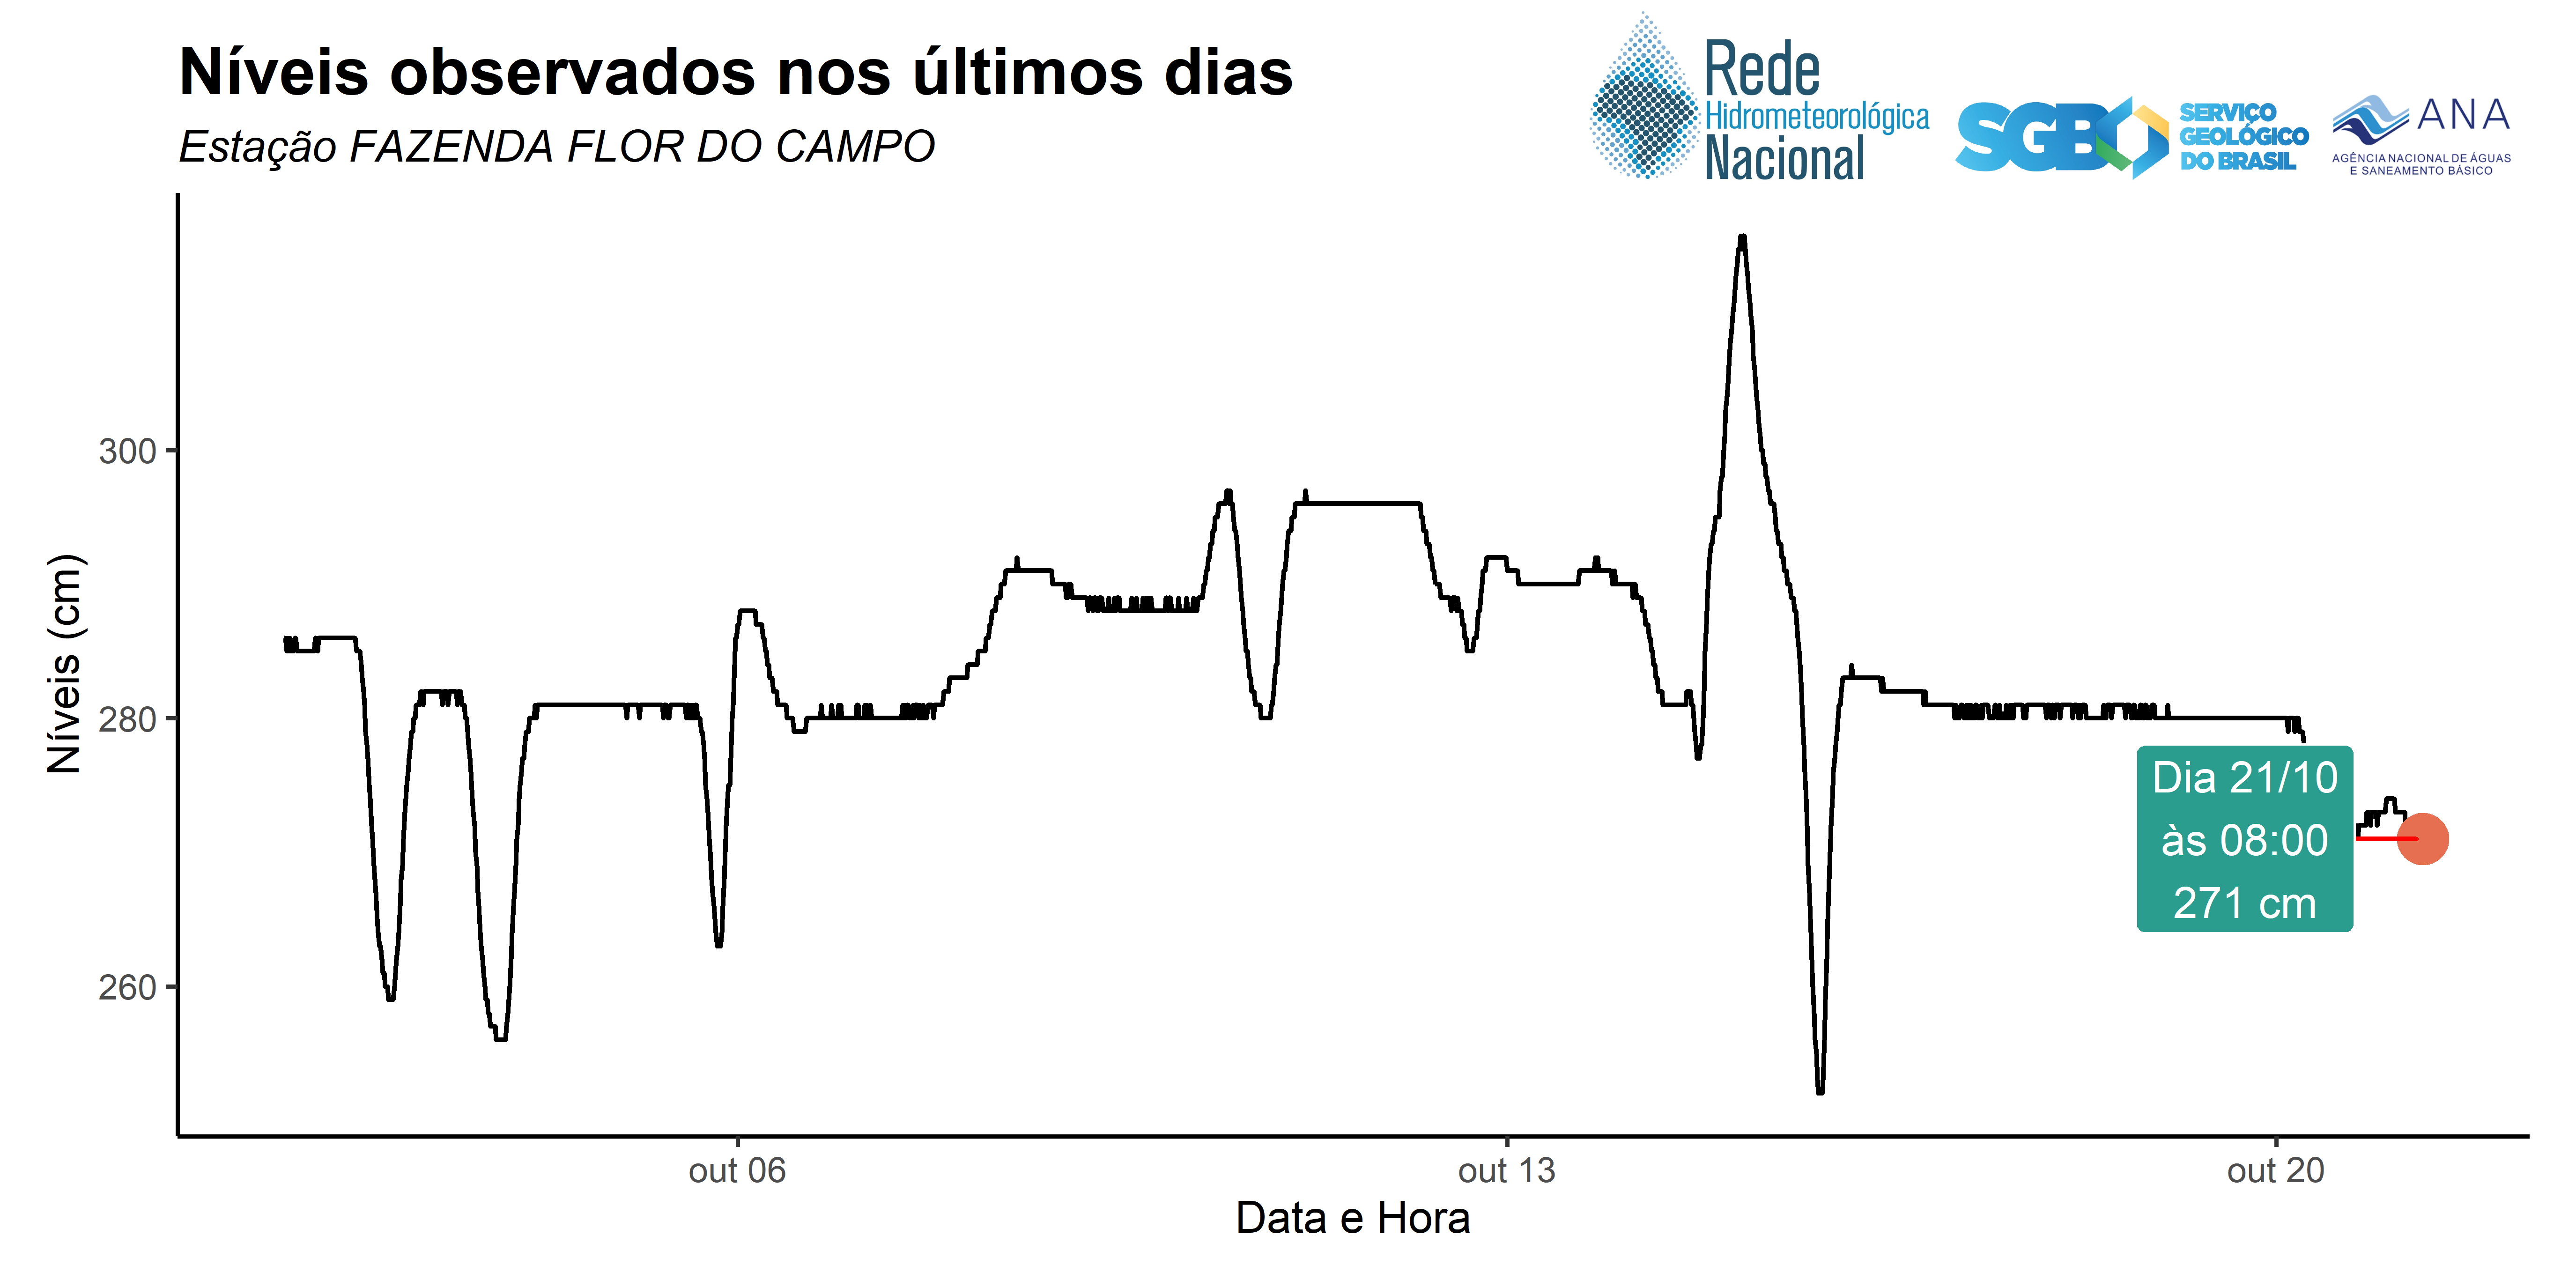 Níveis observados nos últimos dias
Estação FAZENDA FLOR DO CAMPO
Rede
Hidrometeorológica
Nacional
SGB
SERVIÇO
GEOLÓGICO
DO BRASIL
ANA
AGÊNCIA NACIONAL DE ÁGUAS
E SANEAMENTO BÁSICO
Níveis (cm)
300
280
260
Dia 21/10
às 08:00
271 cm
out 06
out 13
out 20
Data e Hora